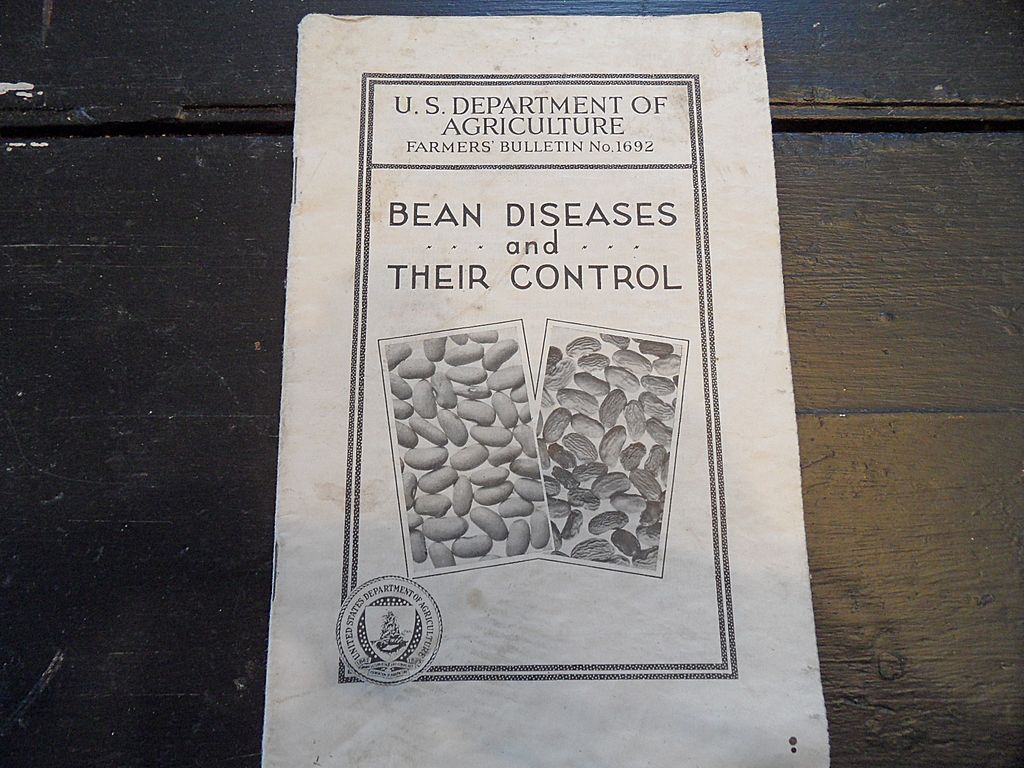 U. S. DEPARTMENT OF
AGRICULTURE
FARMERS' BULLETIN No. 1692
BEAN DISEASES
and
THEIR CONTROL
UNITED STATES DEPARTMENT OF AGRICULTURE